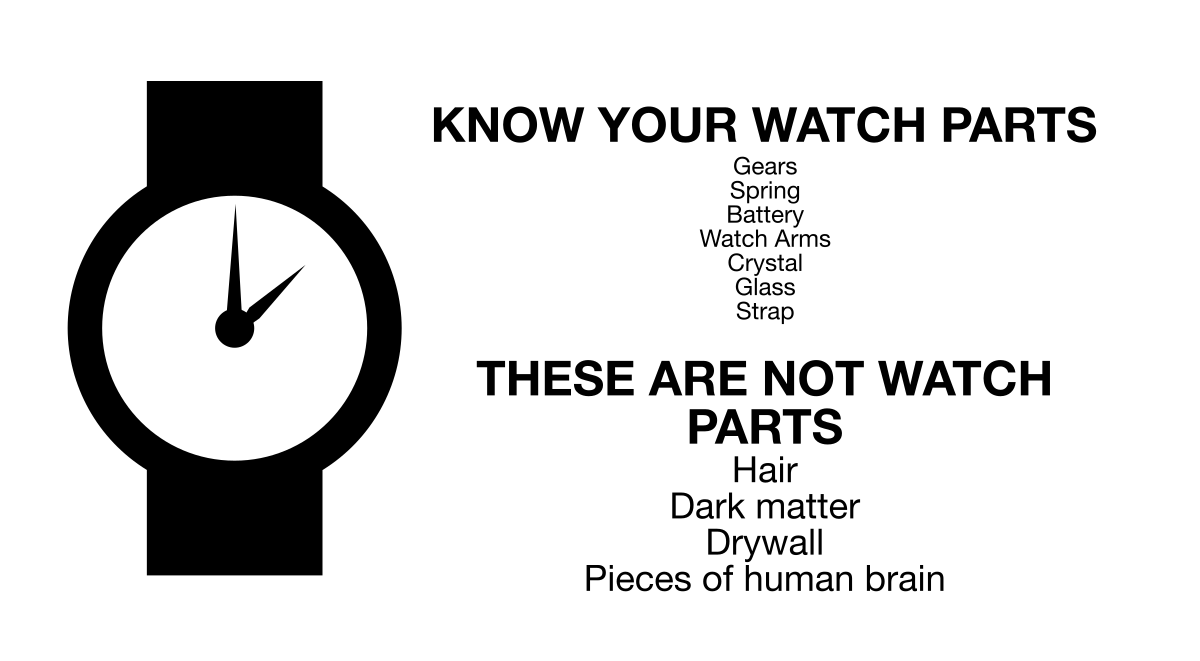 KNOW YOUR WATCH PARTS
Gears
Spring
Battery
Watch Arms
Crystal
Glass
Strap
THESE ARE NOT WATCH
PARTS
Hair
Dark matter
Drywall
Pieces of human brain